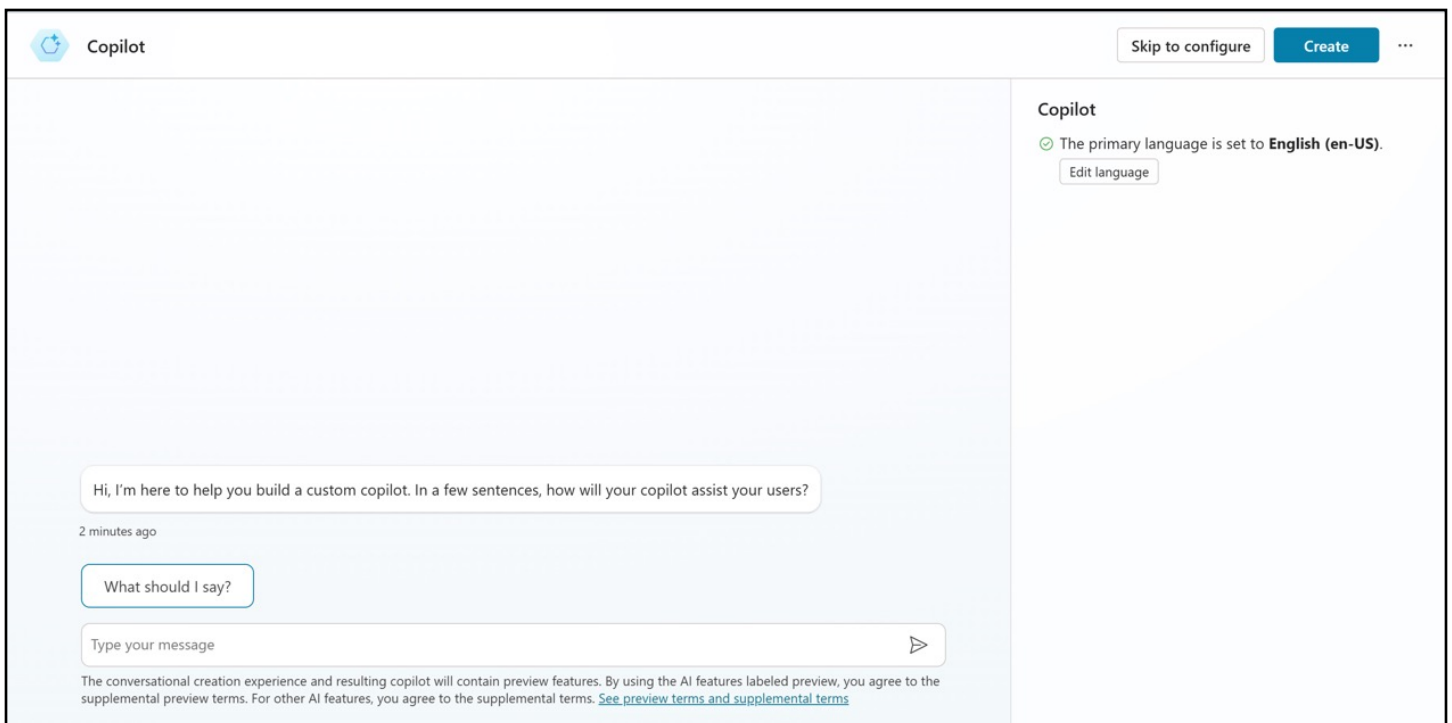 Copilot
Skip to configure
Create
...
Copilot
The primary language is set to English (en-US).
Edit language
Hi, I'm here to help you build a custom copilot. In a few sentences, how will your copilot assist your users?
2 minutes ago
What should I say?
Type your message
The conversational creation experience and resulting copilot will contain preview features. By using the AI features labeled preview, you agree to the
supplemental preview terms. For other AI features, you agree to the supplemental terms. See preview terms and supplemental terms